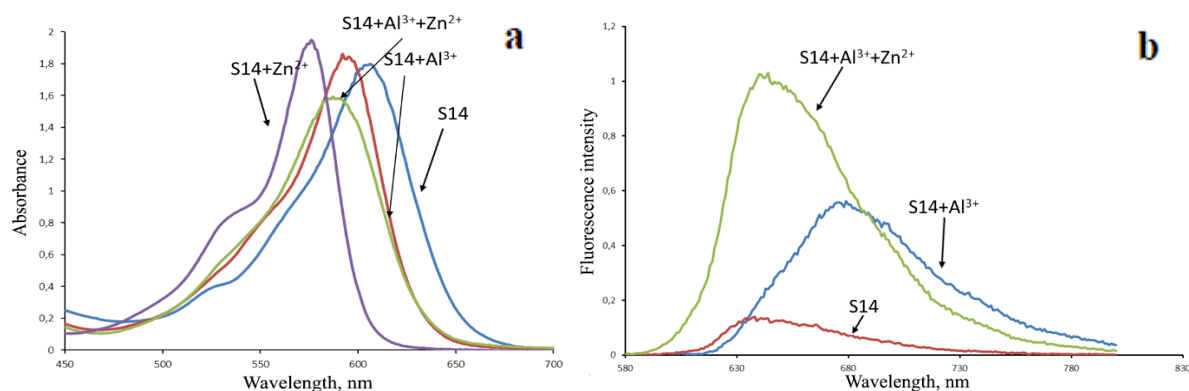 a
S14+Al³⁺+Zn²⁺
S14+Al³⁺
S14+Zn²⁺
S14
Absorbance
2
1,8
1,6
1,4
1,2
1
0,8
0,6
0,4
0,2
0
450 500 550 600 650 700
Wavelength, nm
b
S14+Al³⁺+Zn²⁺
S14+Al³⁺
S14
Fluorescence intensity
1,2
1
0,8
0,6
0,4
0,2
0
580 630 680 730 780 830
Wavelength, nm